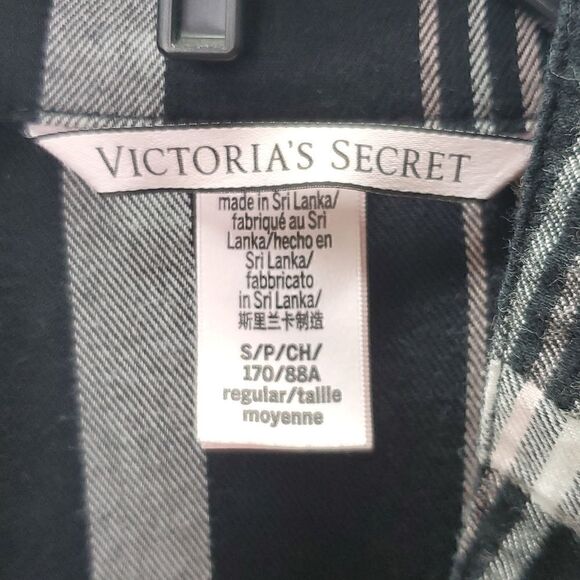 VICTORIA'S SECRET
made in Sri Lanka/
fabriqué au Sri
Lanka/hecho en
Sri Lanka/
fabbricato
in Sri Lanka/
斯里兰卡制造
S/P/CH/
170/88A
regular/taille
moyenne